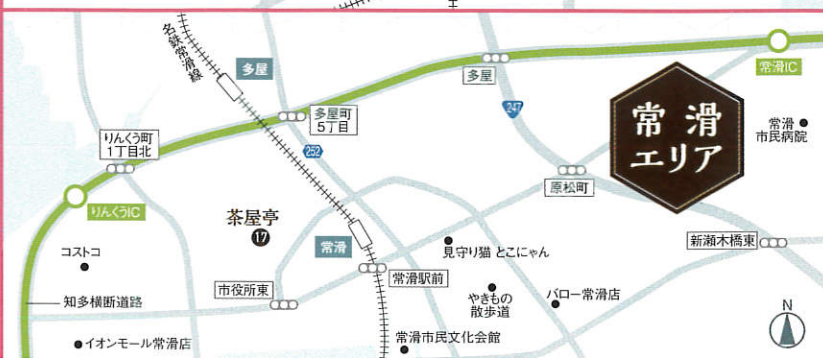 名鉄常滑線
多屋
多屋
常滑IC
247
常滑
エリア
常滑
市民病院
多屋町
5丁目
りんくう町
1丁目北
252
原松町
りんくうIC
茶屋亭
17
常滑
見守り猫 とこにゃん
新瀬木橋東
コストコ
市役所東
常滑駅前
やきもの
散歩道
バロー常滑店
知多横断道路
イオンモール常滑店
常滑市民文化会館
N